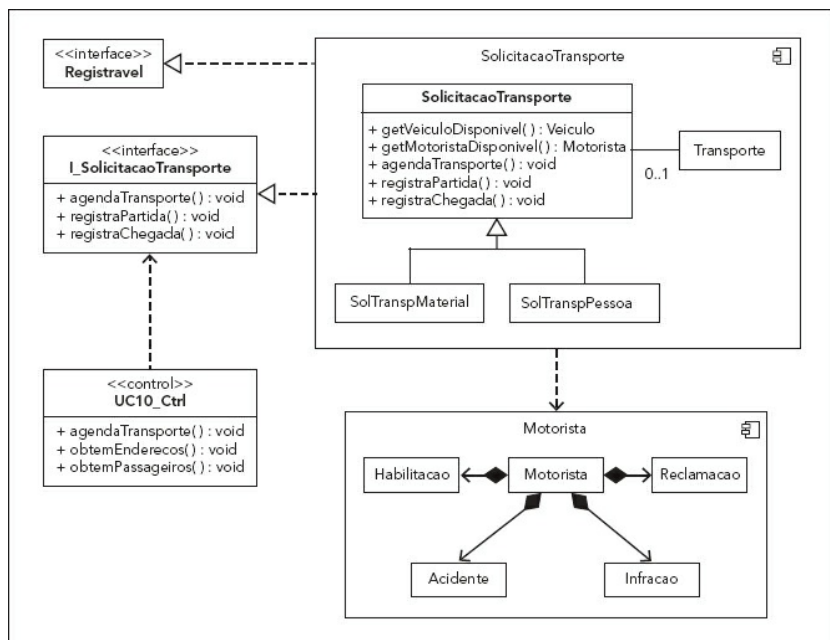 <<interface>>
Registravel
<<interface>>
I_SolicitacaoTransporte
+ agendaTransporte( ) : void
+ registraPartida( ) : void
+ registraChegada( ) : void
<<control>>
UC10_Ctrl
+ agendaTransporte( ) : void
+ obtemEnderecos( ) : void
+ obtemPassageiros( ) : void
SolicitacaoTransporte
SolicitacaoTransporte
+ getVeiculoDisponivel( ) : Veiculo
+ getMotoristaDisponivel( ) : Motorista
+ agendaTransporte( ) : void
+ registraPartida( ) : void
+ registraChegada( ) : void
0..1
Transporte
SolTranspMaterial
SolTranspPessoa
Motorista
Habilitacao
Motorista
Reclamacao
Acidente
Infracao